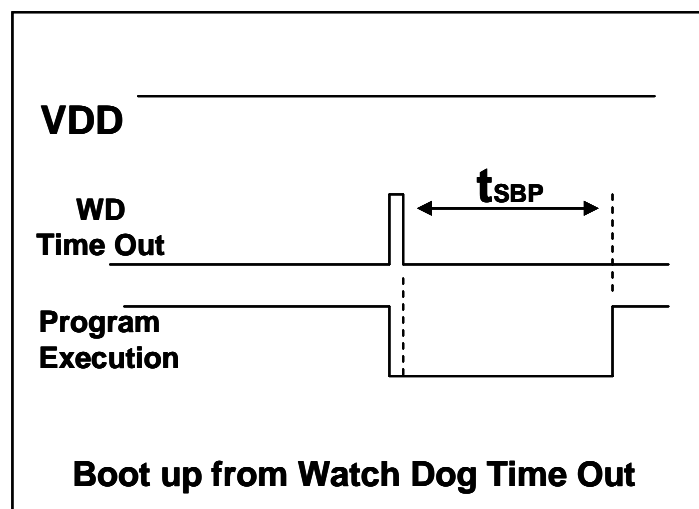 VDD
tSBP
WD
Time Out
Program
Execution
Boot up from Watch Dog Time Out